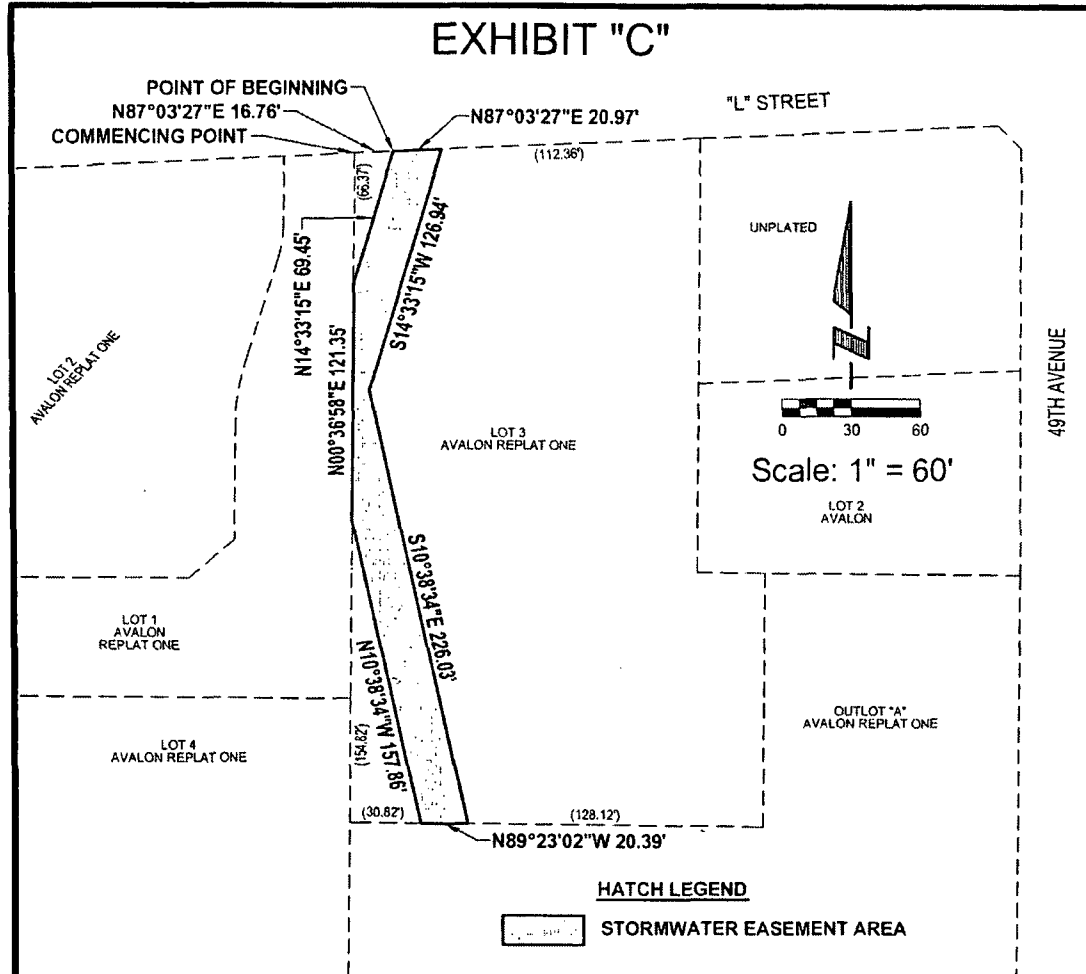 EXHIBIT "C"
POINT OF BEGINNING
N87°03'27"E 16.76'
COMMENCING POINT
N87°03'27"E 20.97'
"L" STREET
(112.36')
(66.37')
N14°33'15"E 69.45'
S14°33'15"W 126.94'
UNPLATED
49TH AVENUE
LOT 2
AVALON REPLAT ONE
N00°36'58"E 121.35'
LOT 3
AVALON REPLAT ONE
0 30 60
Scale: 1" = 60'
LOT 2
AVALON
S10°38'34"E 226.03'
LOT 1
AVALON
REPLAT ONE
N10°38'34"W 157.86'
LOT 4
AVALON REPLAT ONE
(154.82')
OUTLOT "A"
AVALON REPLAT ONE
(30.82')
(128.12')
N89°23'02"W 20.39'
HATCH LEGEND
STORMWATER EASEMENT AREA